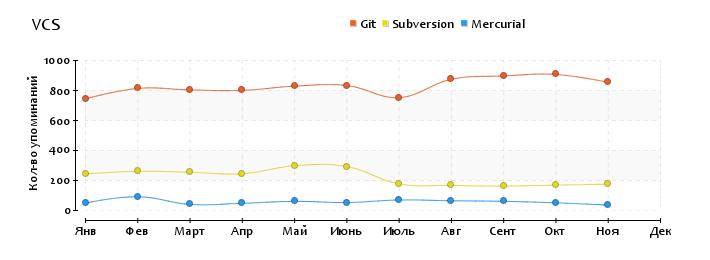 VCS
Git Subversion Mercurial
Кол-во упоминаний
1000
800
600
400
200
0
Янв Фев Март Апр Май Июнь Июль Авг Сент Окт Ноя Дек